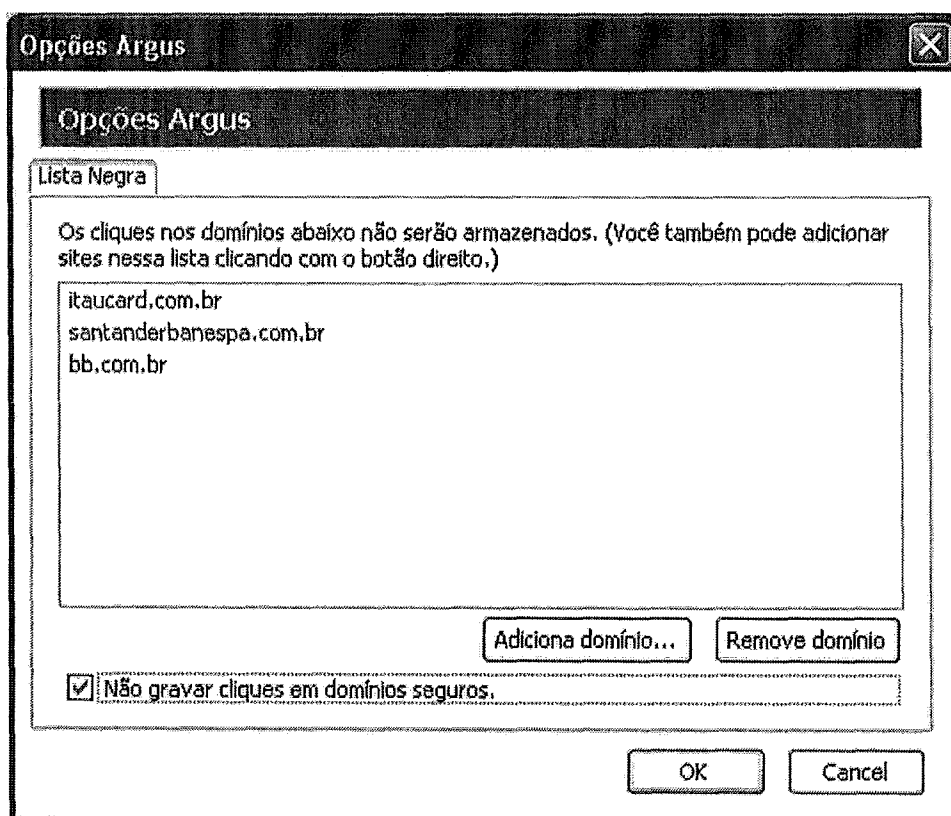 Opções Argus
Opções Argus
Lista Negra
Os cliques nos domínios abaixo não serão armazenados. (Você também pode adicionar
sites nessa lista clicando com o botão direito.)
itaucard.com.br
santanderbanespa.com.br
bb.com.br
Adiciona domínio...
Remove domínio
Não gravar cliques em domínios seguros.
OK
Cancel